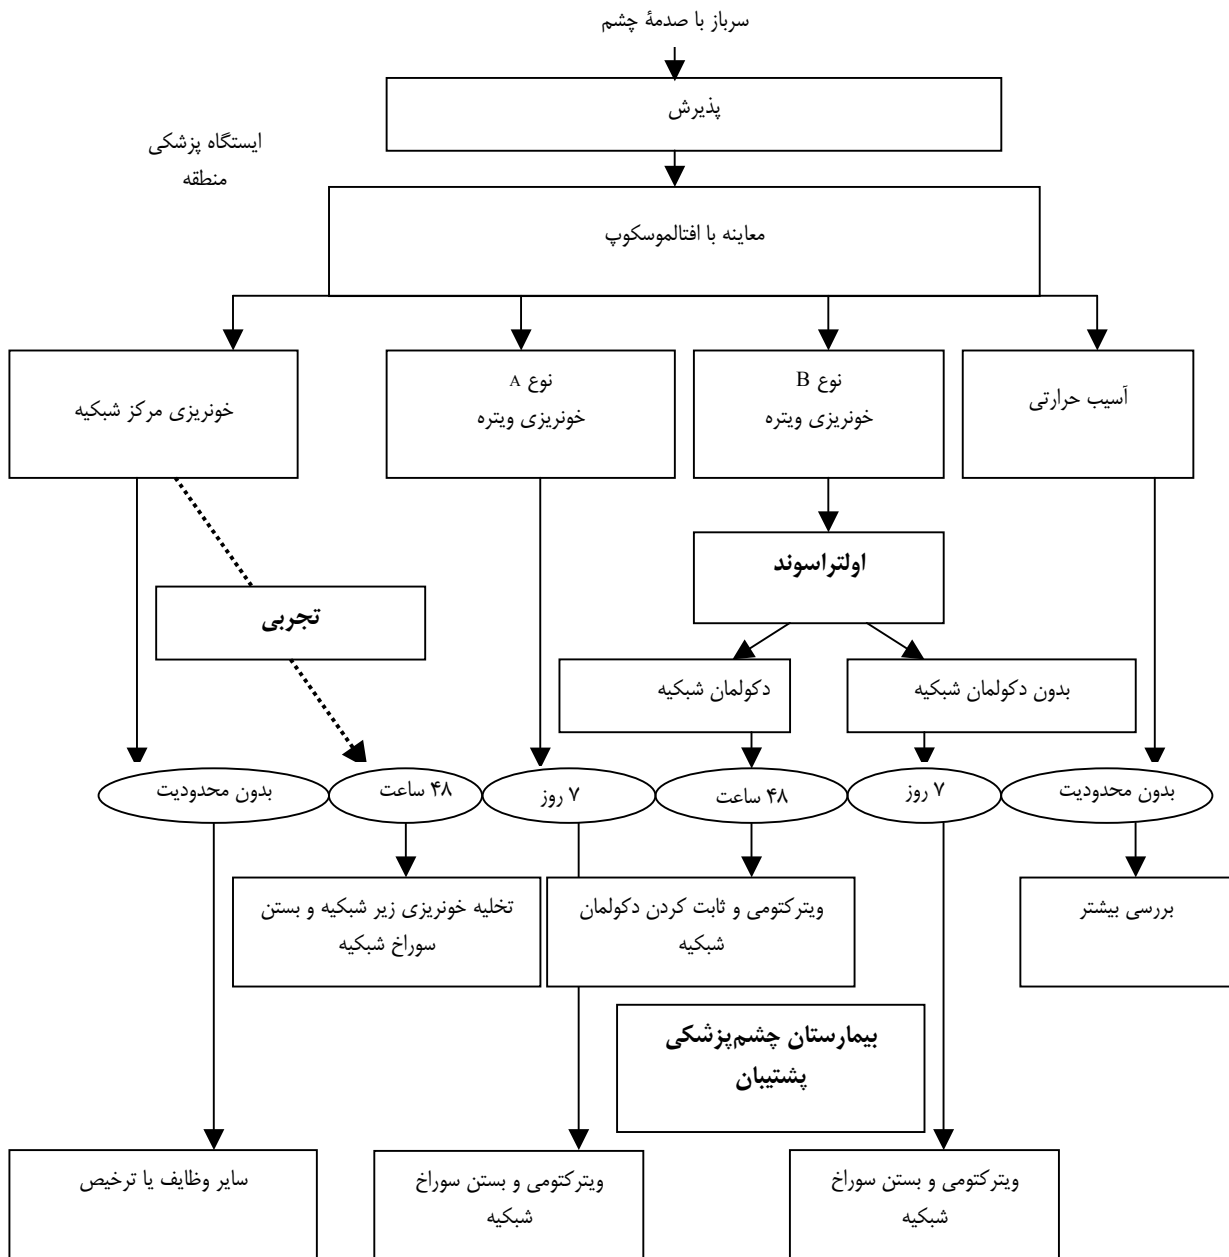 سرباز با صدمهٔ چشم
پذیرش
ایستگاه پزشکی
منطقه
معاینه با افتالموسکوپ
آسیب حرارتی
نوع B
خونریزی ویتره
نوع A
خونریزی ویتره
خونریزی مرکز شبکیه
اولتراسوند
تجربی
بدون دکولمان شبکیه
دکولمان شبکیه
بدون محدودیت
۷ روز
۴۸ ساعت
۷ روز
۴۸ ساعت
بدون محدودیت
بررسی بیشتر
ویترکتومی و ثابت کردن دکولمان
شبکیه
تخلیه خونریزی زیر شبکیه و بستن
سوراخ شبکیه
بیمارستان چشم‌پزشکی
پشتیبان
ویترکتومی و بستن سوراخ
شبکیه
ویترکتومی و بستن سوراخ
شبکیه
سایر وظایف یا ترخیص